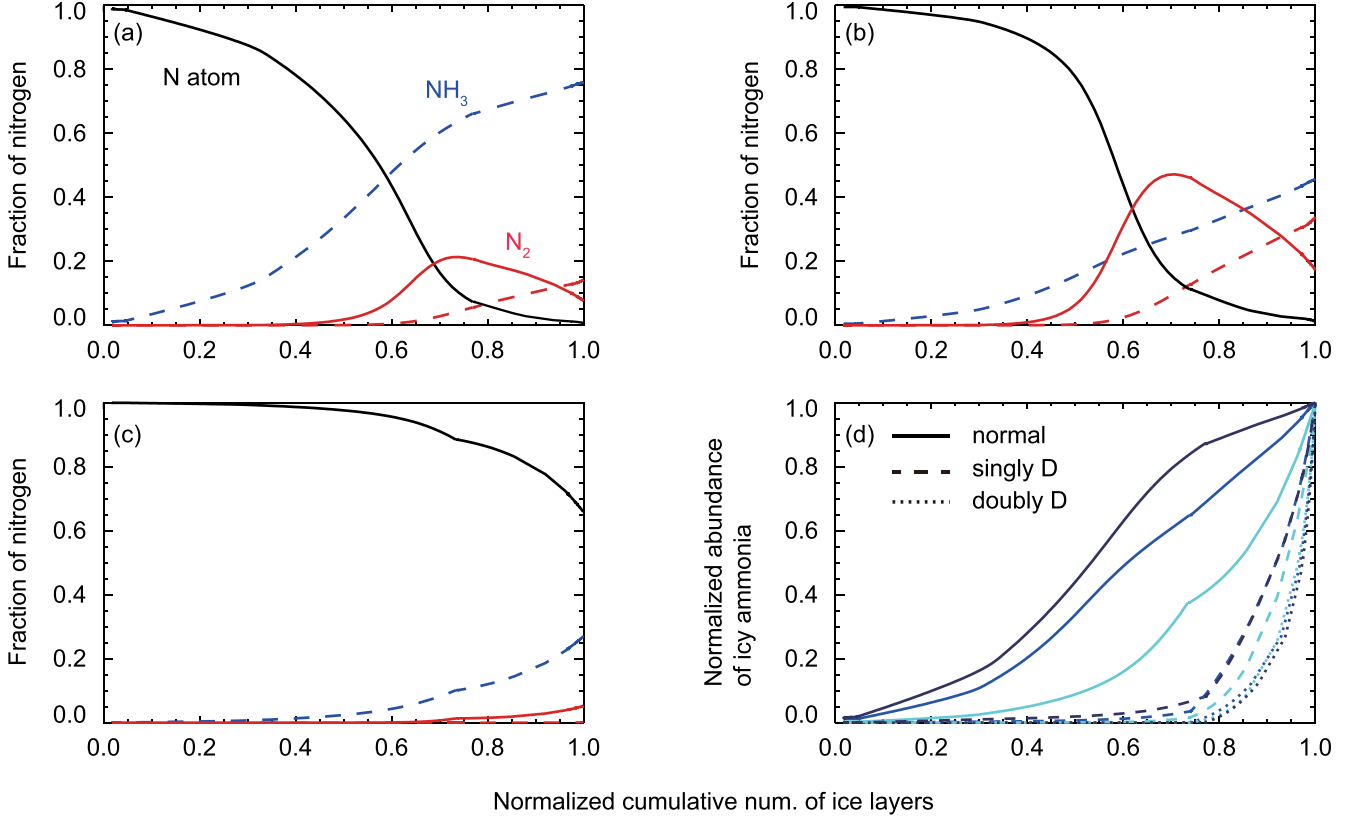 (a)
N atom
NH3
N2
Fraction of nitrogen
1.0
0.8
0.6
0.4
0.2
0.0
0.0 0.2 0.4 0.6 0.8 1.0
(b)
Fraction of nitrogen
1.0
0.8
0.6
0.4
0.2
0.0
0.0 0.2 0.4 0.6 0.8 1.0
(c)
Fraction of nitrogen
1.0
0.8
0.6
0.4
0.2
0.0
0.0 0.2 0.4 0.6 0.8 1.0
(d)
normal
singly D
doubly D
Normalized abundance
of icy ammonia
1.0
0.8
0.6
0.4
0.2
0.0
0.0 0.2 0.4 0.6 0.8 1.0
Normalized cumulative num. of ice layers